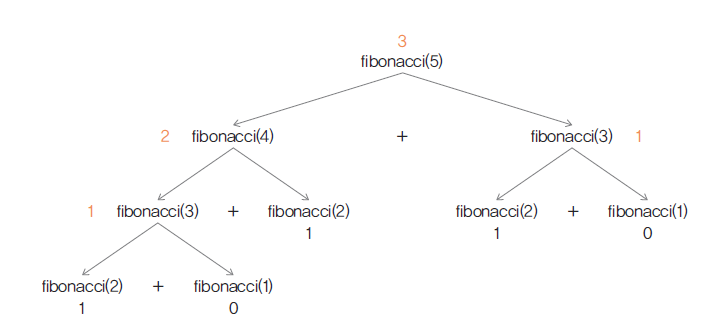 3
fibonacci(5)
2 fibonacci(4) + fibonacci(3) 1
1 fibonacci(3) + fibonacci(2) fibonacci(2) + fibonacci(1)
1 1 0
fibonacci(2) + fibonacci(1)
1 0